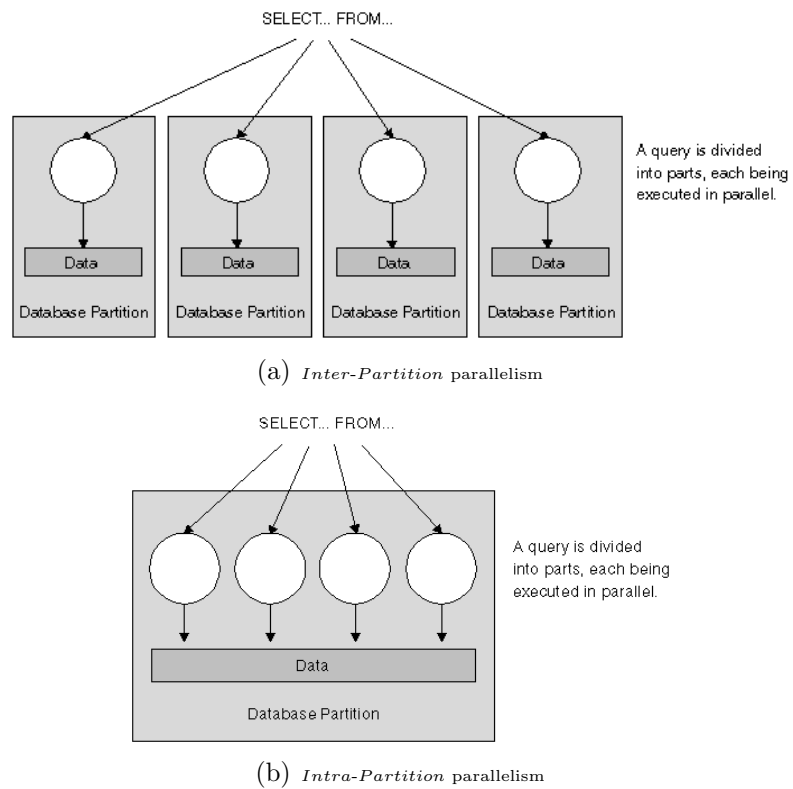 SELECT... FROM...
A query is divided
into parts, each being
executed in parallel.
Data
Data
Data
Data
Database Partition
Database Partition
Database Partition
Database Partition
(a) Inter-Partition parallelism
SELECT... FROM...
A query is divided
into parts, each being
executed in parallel.
Data
Database Partition
(b) Intra-Partition parallelism